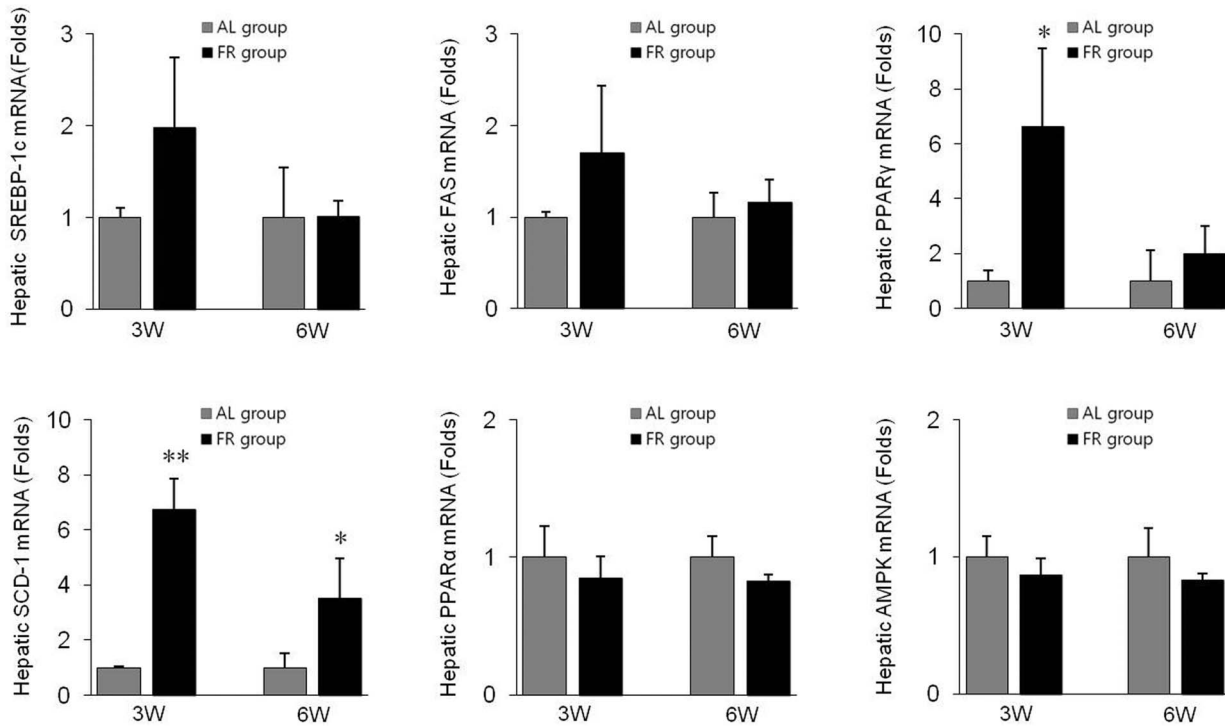 Hepatic SREBP-1c mRNA(Folds)
3
2
1
0
AL group
FR group
3W
6W
Hepatic FAS mRNA (Folds)
3
2
1
0
AL group
FR group
3W
6W
Hepatic PPARγ mRNA (Folds)
10
8
6
4
2
0
AL group
FR group
*
3W
6W
Hepatic SCD-1 mRNA (Folds)
10
8
6
4
2
0
AL group
FR group
**
*
3W
6W
Hepatic PPARα mRNA (Folds)
2
1
0
AL group
FR group
3W
6W
Hepatic AMPK mRNA (Folds)
2
1
0
AL group
FR group
3W
6W